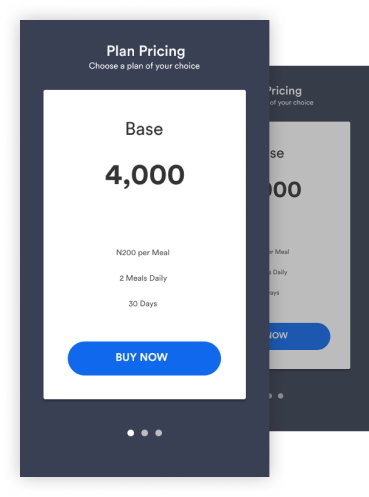 Plan Pricing
Choose a plan of your choice
Base
4,000
N200 per Meal
2 Meals Daily
30 Days
BUY NOW
Pricing
of your choice
se
00
Meal
Daily
ays
NOW